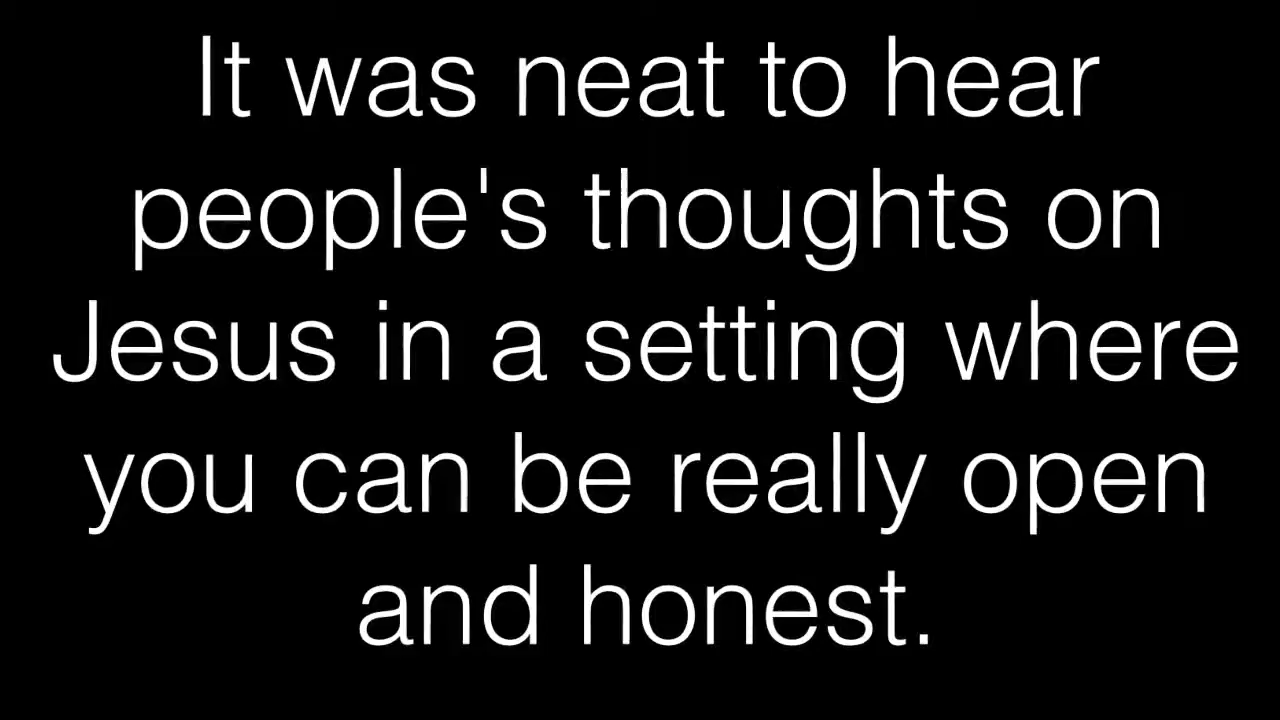 It was neat to hear
people's thoughts on
Jesus in a setting where
you can be really open
and honest.